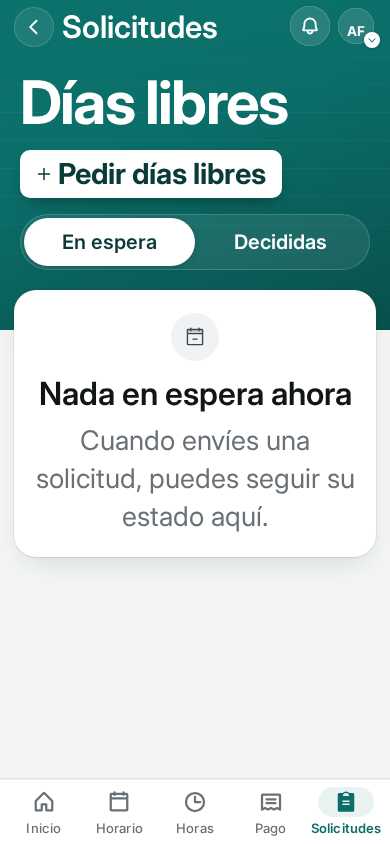 Solicitudes
AF
Días libres
+ Pedir días libres
En espera
Decididas
Nada en espera ahora
Cuando envíes una
solicitud, puedes seguir su
estado aquí.
Inicio
Horario
Horas
Pago
Solicitudes